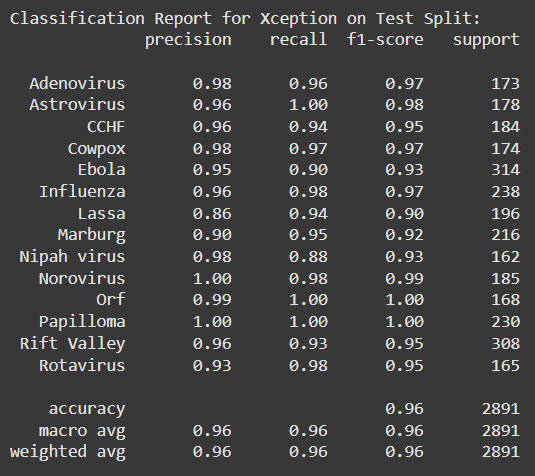 Classification Report for Xception on Test Split:
precision recall f1-score support
Adenovirus 0.98 0.96 0.97 173
Astrovirus 0.96 1.00 0.98 178
CCHF 0.96 0.94 0.95 184
Cowpox 0.98 0.97 0.97 174
Ebola 0.95 0.90 0.93 314
Influenza 0.96 0.98 0.97 238
Lassa 0.86 0.94 0.90 196
Marburg 0.90 0.95 0.92 216
Nipah virus 0.98 0.88 0.93 162
Norovirus 1.00 0.98 0.99 185
Orf 0.99 1.00 1.00 168
Papilloma 1.00 1.00 1.00 230
Rift Valley 0.96 0.93 0.95 308
Rotavirus 0.93 0.98 0.95 165
accuracy 0.96 2891
macro avg 0.96 0.96 0.96 2891
weighted avg 0.96 0.96 0.96 2891